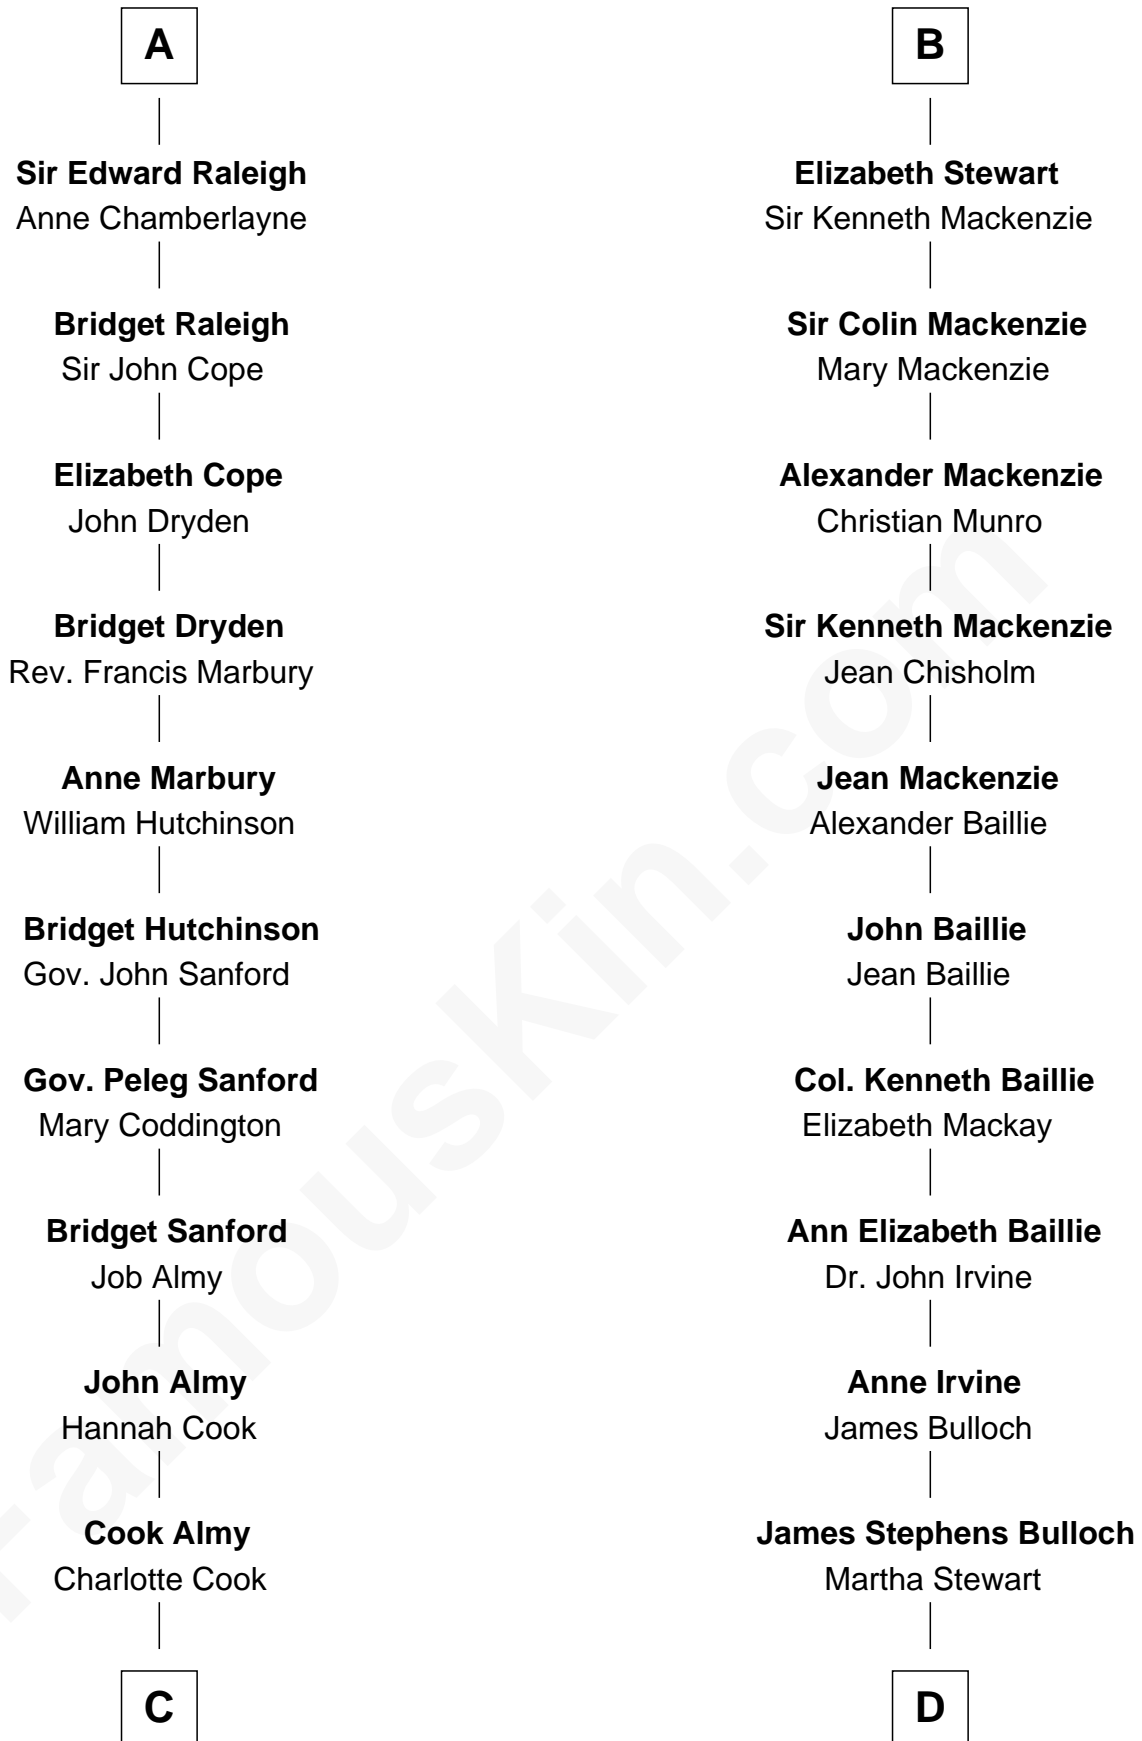 A
Sir Edward Raleigh
Anne Chamberlayne
Bridget Raleigh
Sir John Cope
Elizabeth Cope
John Dryden
Bridget Dryden
Rev. Francis Marbury
Anne Marbury
William Hutchinson
Bridget Hutchinson
Gov. John Sanford
Gov. Peleg Sanford
Mary Coddington
Bridget Sanford
Job Almy
John Almy
Hannah Cook
Cook Almy
Charlotte Cook
C
B
Elizabeth Stewart
Sir Kenneth Mackenzie
Sir Colin Mackenzie
Mary Mackenzie
Alexander Mackenzie
Christian Munro
Sir Kenneth Mackenzie
Jean Chisholm
Jean Mackenzie
Alexander Baillie
John Baillie
Jean Baillie
Col. Kenneth Baillie
Elizabeth Mackay
Ann Elizabeth Baillie
Dr. John Irvine
Anne Irvine
James Bulloch
James Stephens Bulloch
Martha Stewart
D
FamousKin.com